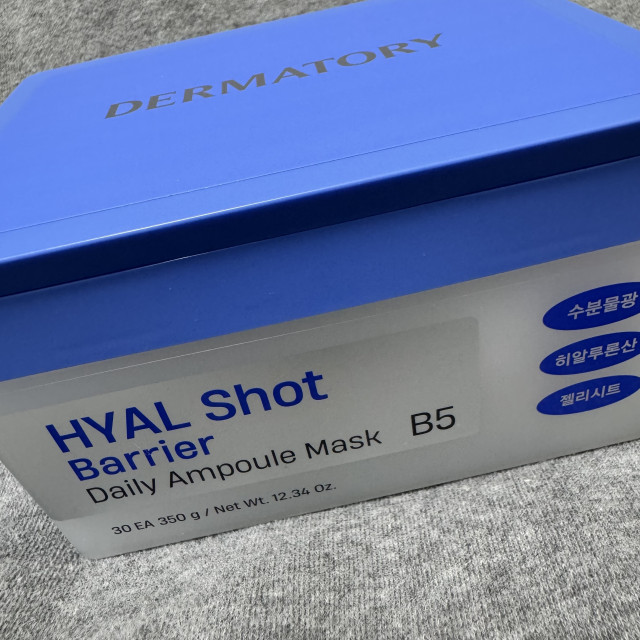 DERMATORY
수분물광
히알루론산
젤리시트
HYAL Shot
Barrier
Daily Ampoule Mask B5
30 EA 350 g / Net Wt. 12.34 Oz.